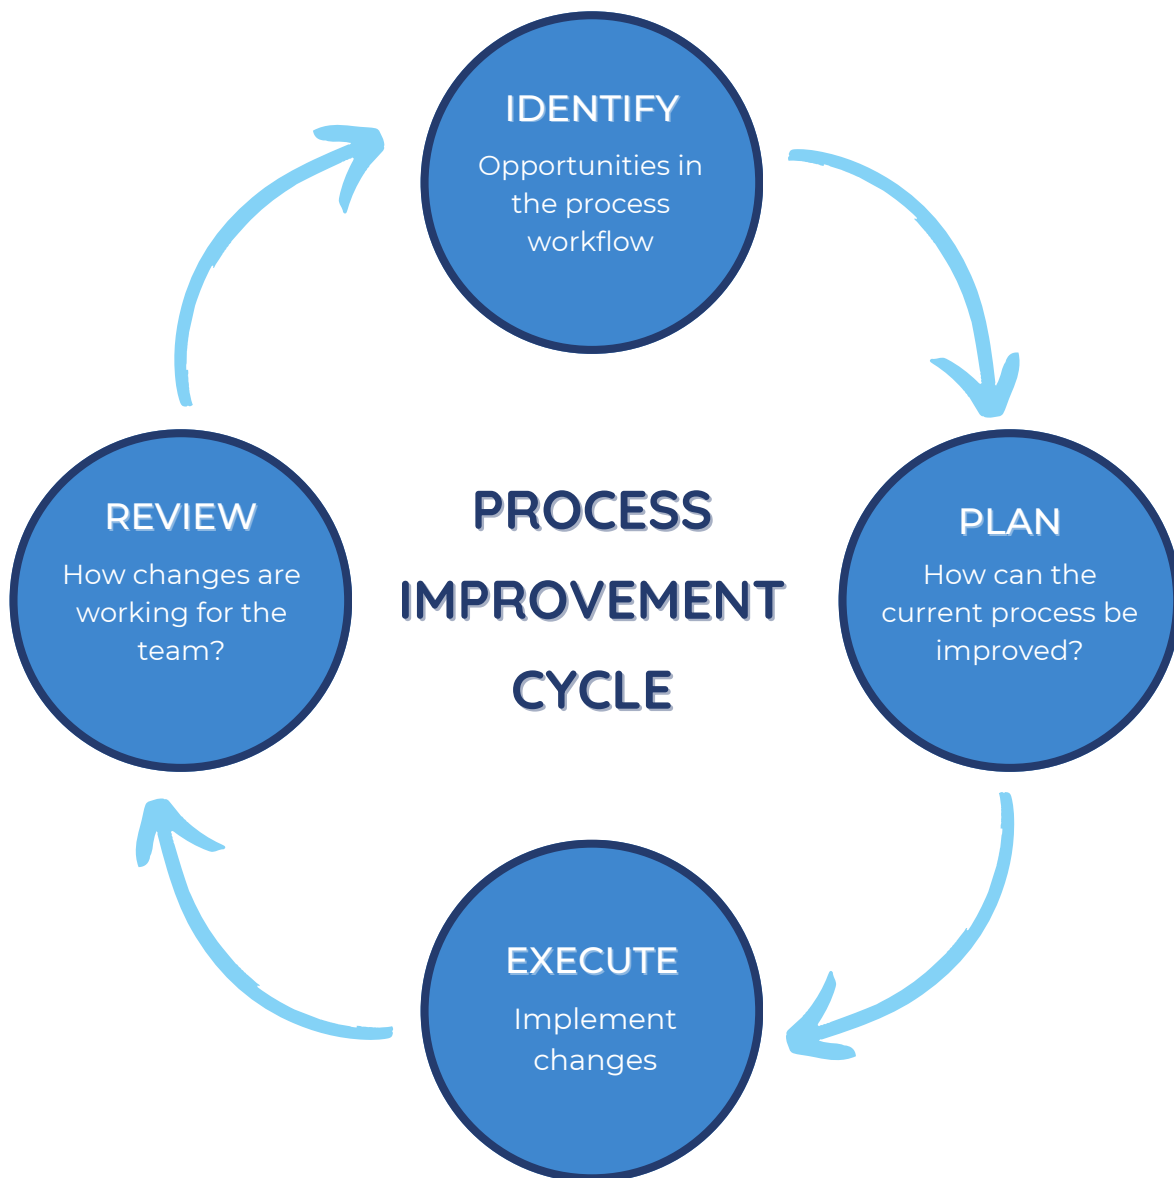 IDENTIFY
Opportunities in
the process
workflow
REVIEW
How changes are
working for the
team?
PROCESS
IMPROVEMENT
CYCLE
PLAN
How can the
current process be
improved?
EXECUTE
Implement
changes